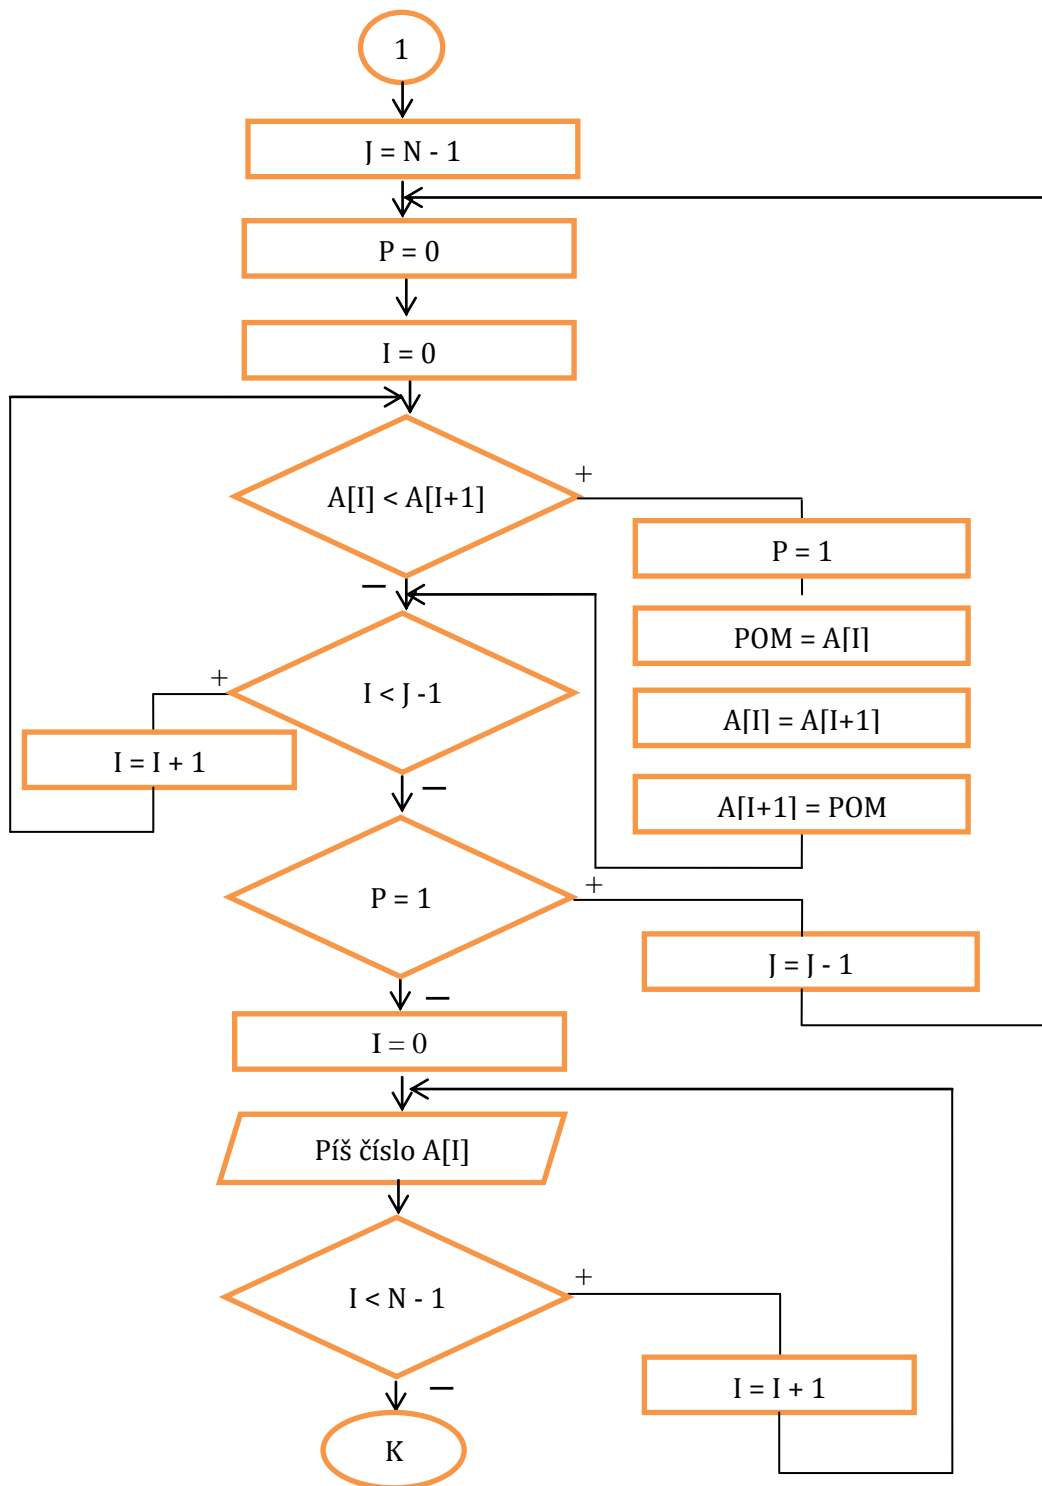 1
J = N - 1
P = 0
I = 0
A[I] < A[I+1]
+
P = 1
–
POM = A[I]
I < J -1
+
A[I] = A[I+1]
I = I + 1
–
A[I+1] = POM
P = 1
+
J = J - 1
–
I = 0
Píš číslo A[I]
I < N - 1
+
I = I + 1
–
K